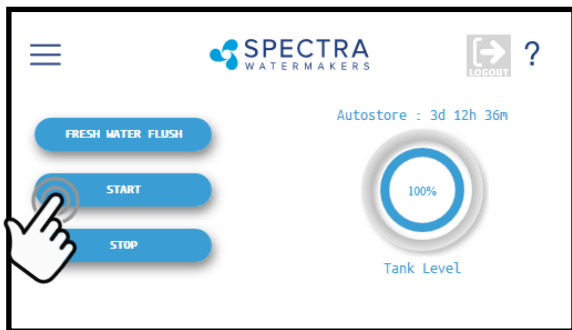 SPECTRA
WATERMAKERS
LOGOUT
?
Autostore : 3d 12h 36m
FRESH WATER FLUSH
START
100%
STOP
Tank Level